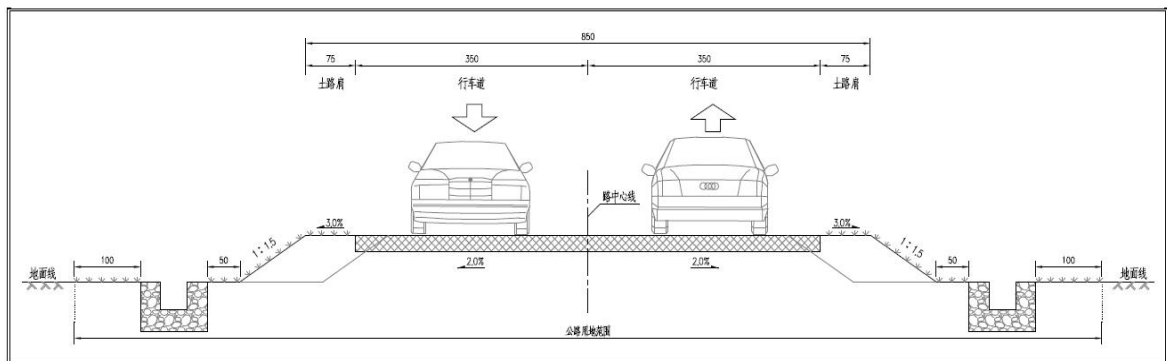 850
75 350 350 75
土路肩 行车道 行车道 土路肩
路中心线
3.0% 3.0%
1:1.5 1:1.5
2.0% 2.0%
地面线 100 50 50 100 地面线
公路用地范围